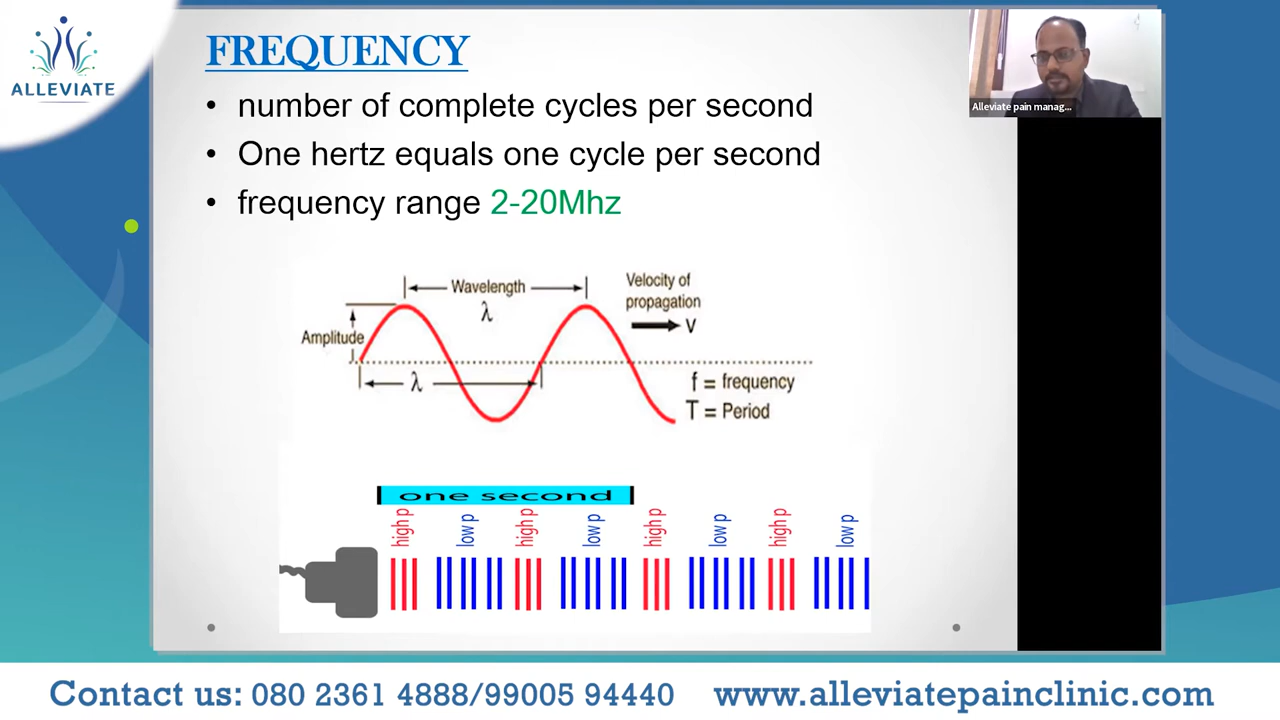 ALLEVIATE
FREQUENCY
Alleviate pain manag...
• number of complete cycles per second
• One hertz equals one cycle per second
• frequency range 2-20Mhz
Wavelength
λ
Velocity of
propagation
V
Amplitude
λ
f = frequency
T = Period
one second
high p
low p
high p
low p
high p
low p
high p
low p
Contact us: 080 2361 4888/99005 94440 www.alleviatepainclinic.com